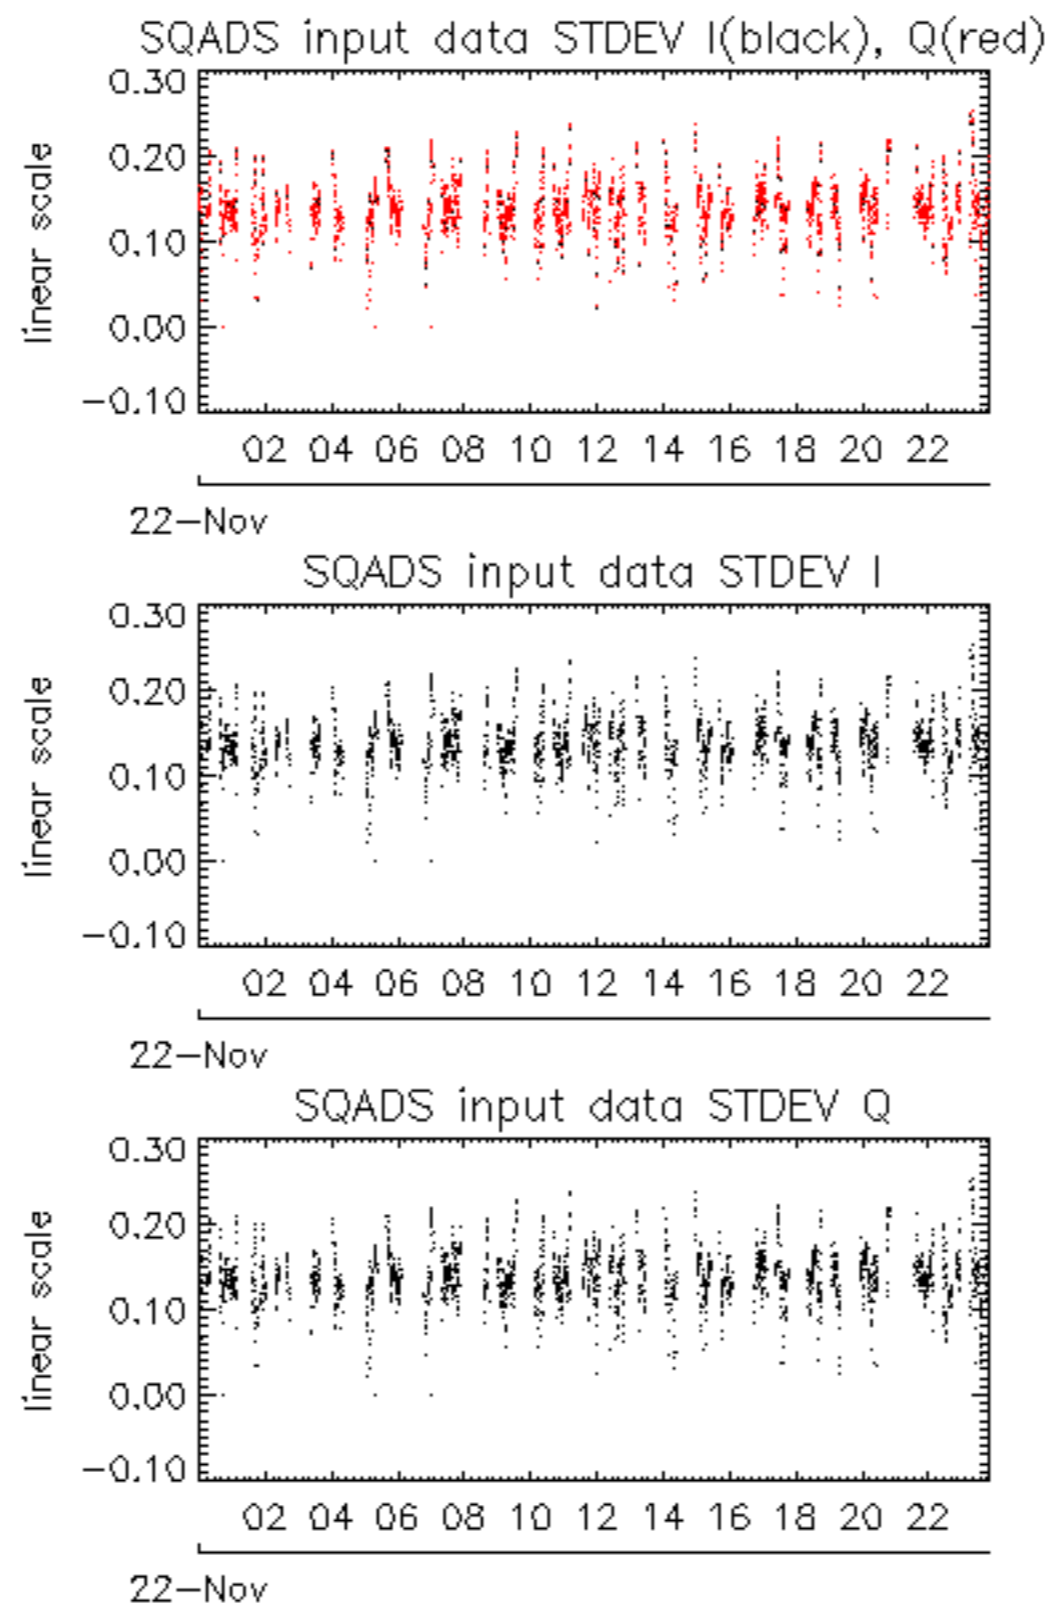 SQADS input data STDEV I(black), Q(red)
0.30
0.20
0.10
0.00
-0.10
linear scale
02 04 06 08 10 12 14 16 18 20 22
22-Nov
SQADS input data STDEV I
0.30
0.20
0.10
0.00
-0.10
linear scale
02 04 06 08 10 12 14 16 18 20 22
22-Nov
SQADS input data STDEV Q
0.30
0.20
0.10
0.00
-0.10
linear scale
02 04 06 08 10 12 14 16 18 20 22
22-Nov